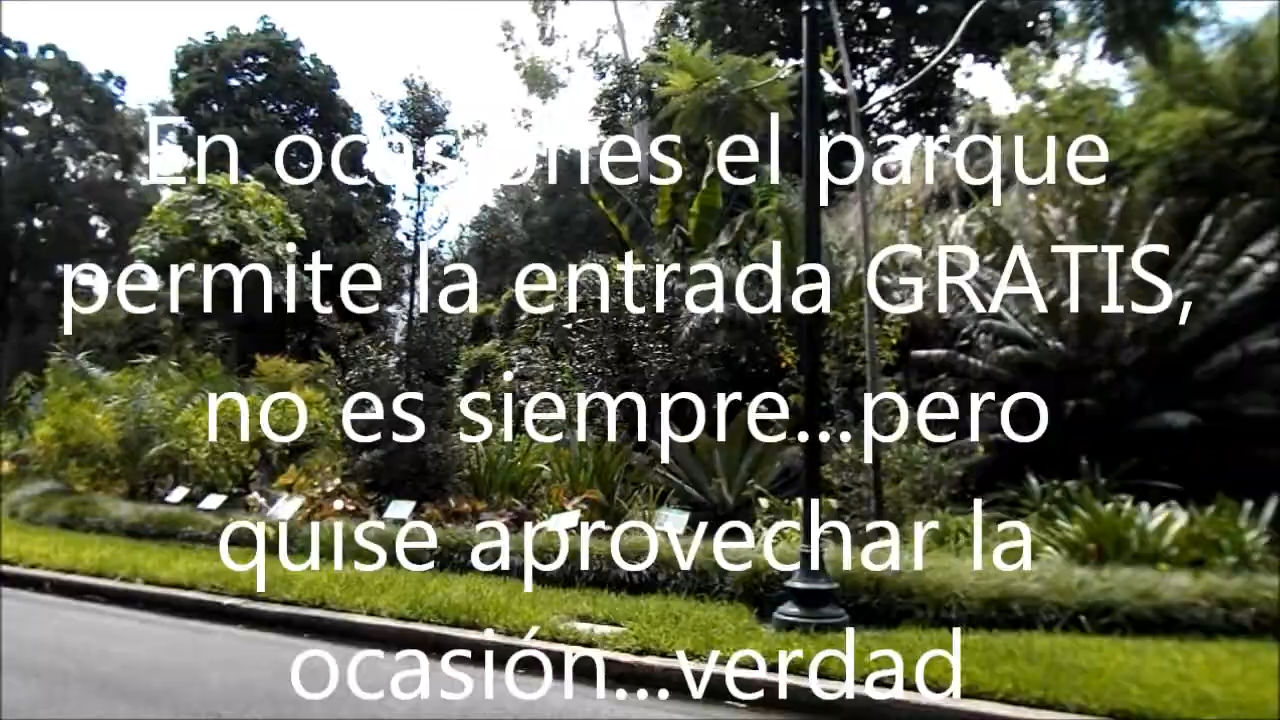 En ocasiones el parque
permite la entrada GRATIS,
no es siempre...pero
quise aprovechar la
ocasión...verdad